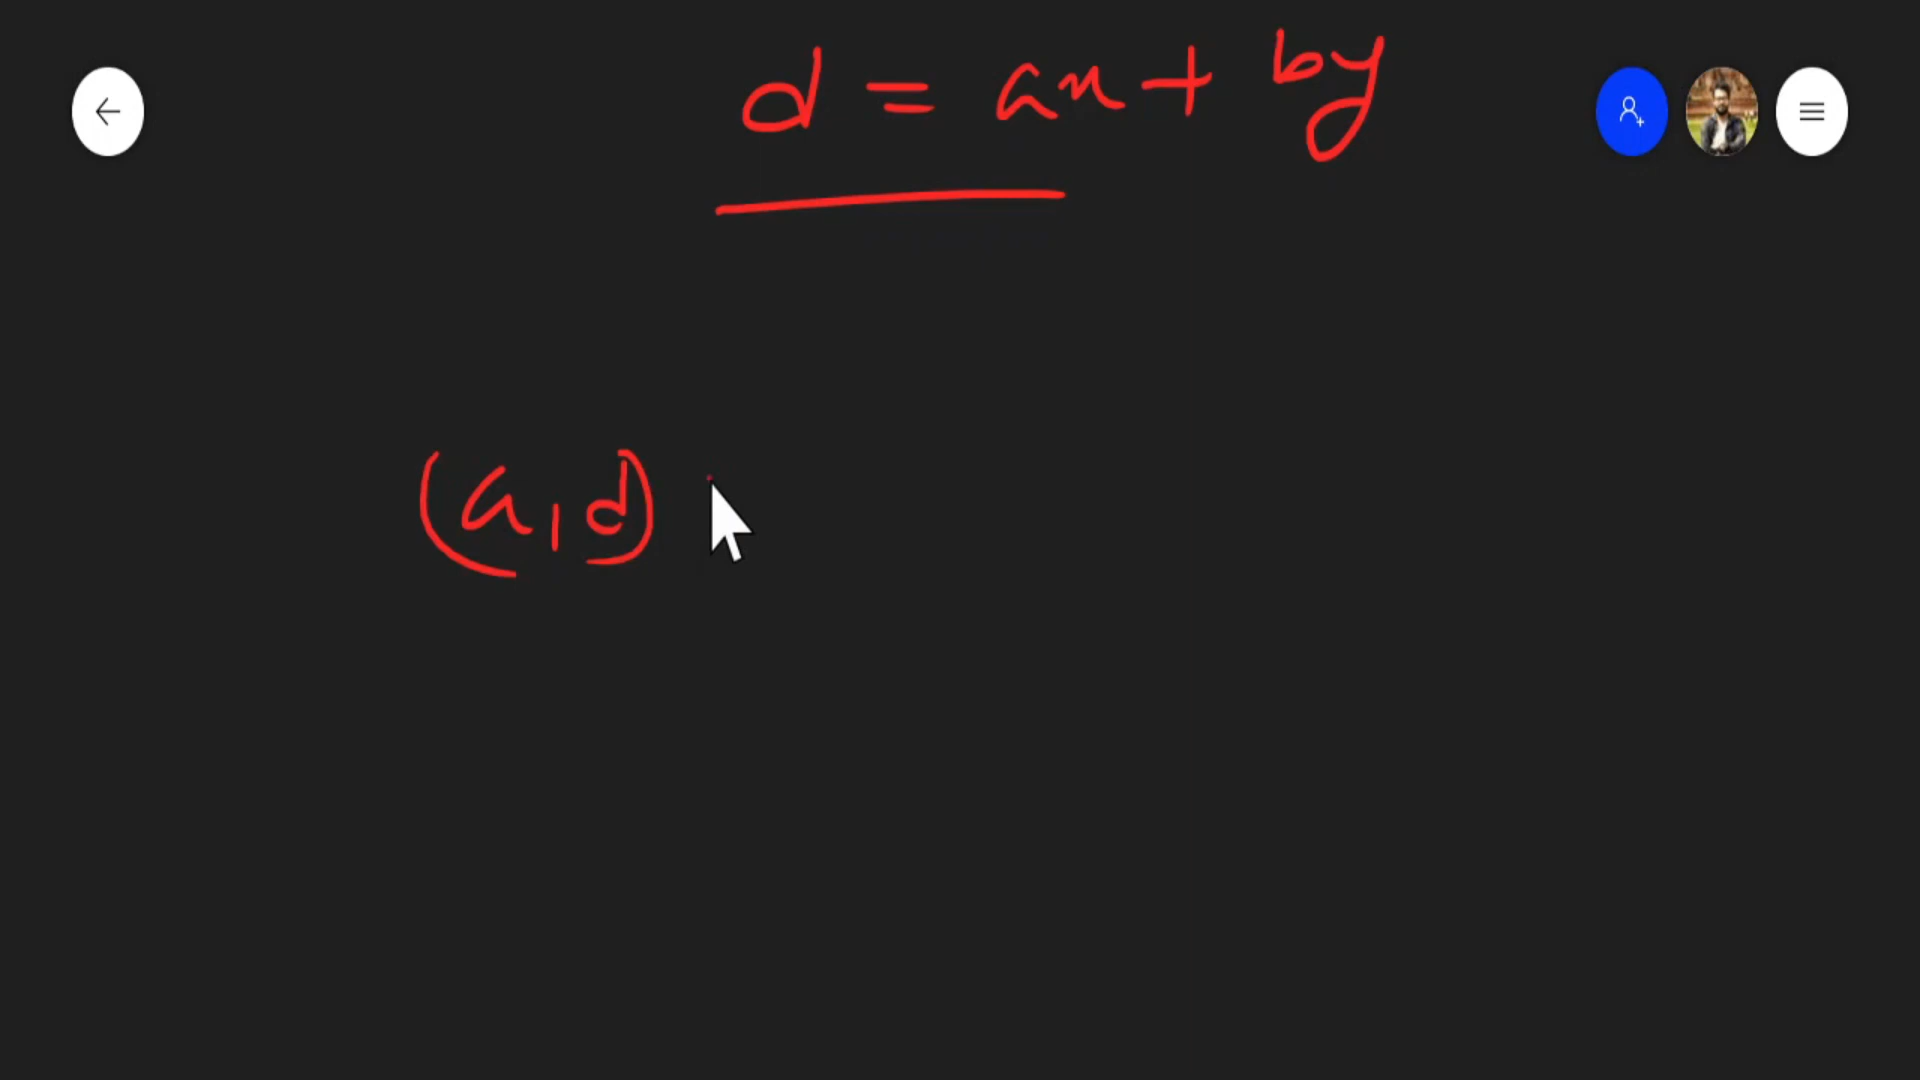 d = ax + by
(a, d)